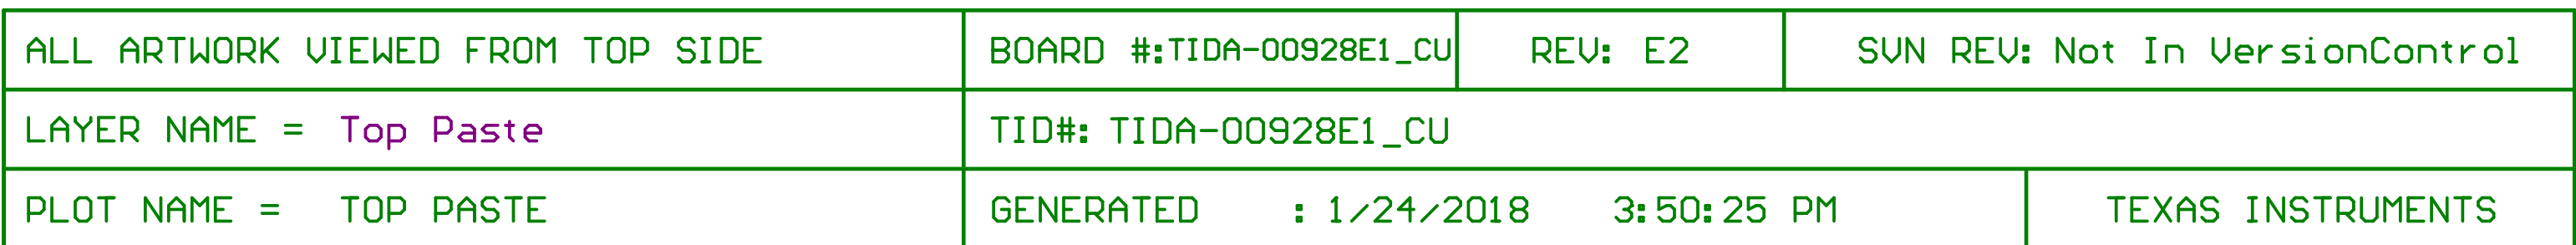 ALL ARTWORK VIEWED FROM TOP SIDE BOARD #:TIDA-00928E1_CU REV: E2 SVN REV: Not In VersionControl
LAYER NAME = Top Paste TID#: TIDA-00928E1_CU
PLOT NAME = TOP PASTE GENERATED : 1/24/2018 3:50:25 PM TEXAS INSTRUMENTS